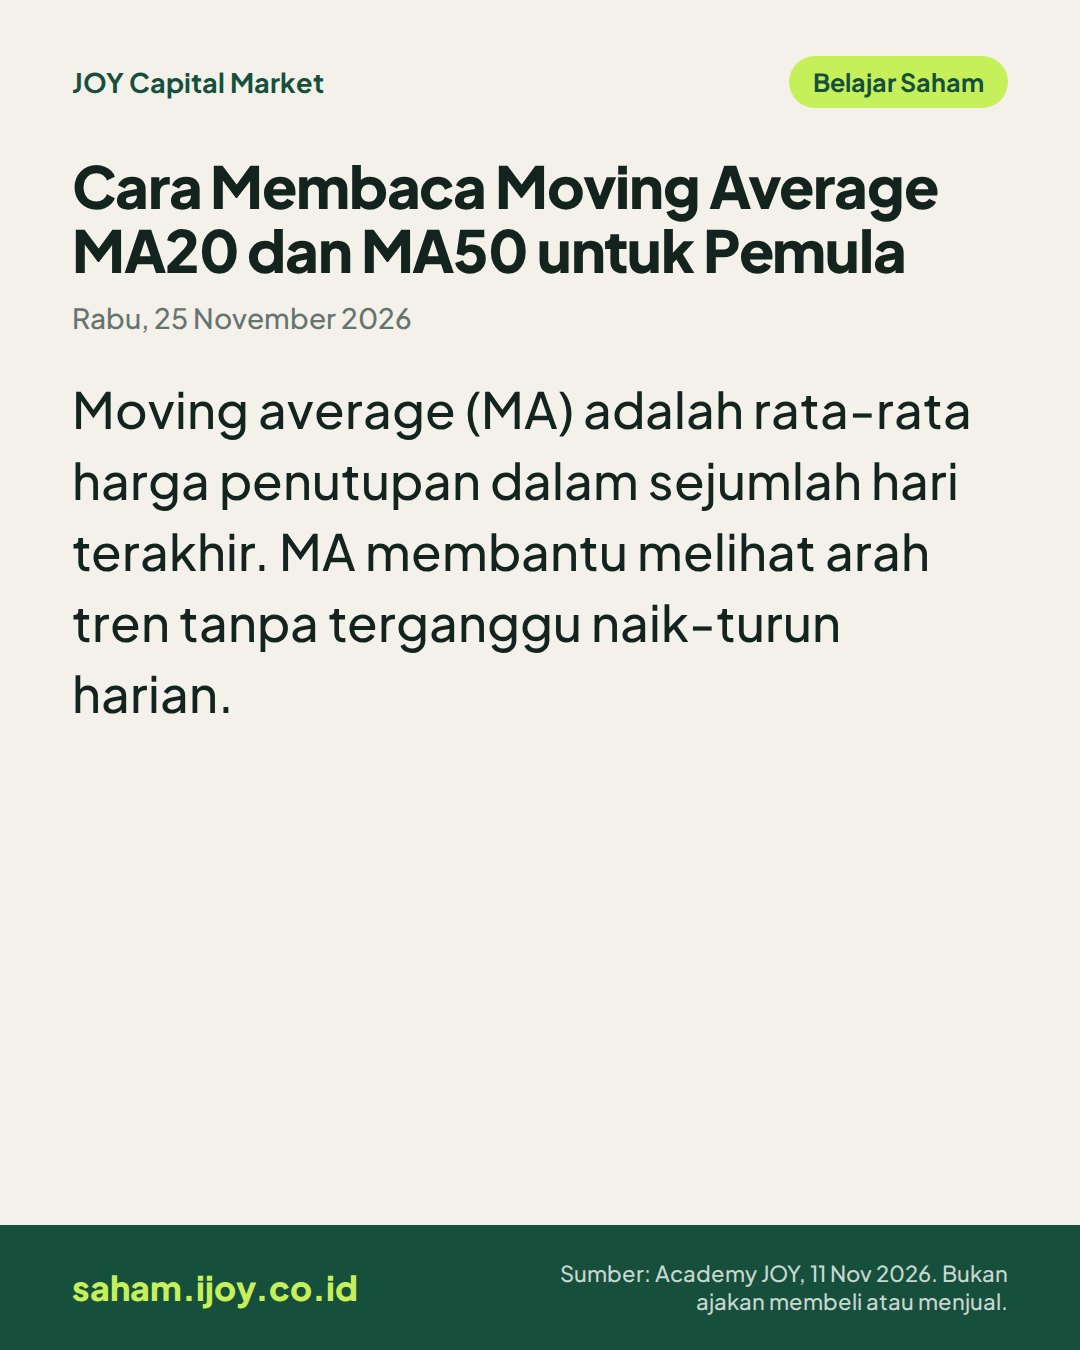 JOY Capital Market
Belajar Saham
Cara Membaca Moving Average
MA20 dan MA50 untuk Pemula
Rabu, 25 November 2026
Moving average (MA) adalah rata-rata
harga penutupan dalam sejumlah hari
terakhir. MA membantu melihat arah
tren tanpa terganggu naik-turun
harian.
saham.ijoy.co.id
Sumber: Academy JOY, 11 Nov 2026. Bukan
ajakan membeli atau menjual.